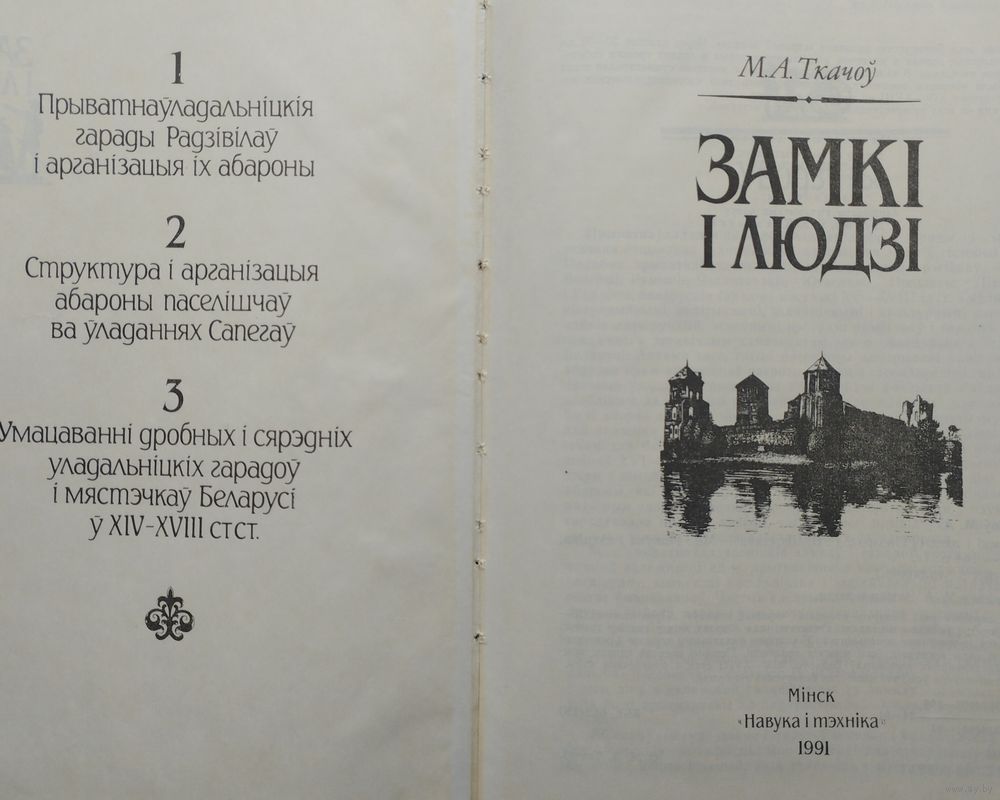 1
Прыватнаўладальніцкія
гарады Радзівілаў
і арганізацыя іх абароны
2
Структура і арганізацыя
абароны паселішчаў
ва ўладаннях Сапегаў
3
Умацаванні дробных і сярэдніх
уладальніцкіх гарадоў
і мястэчкаў Беларусі
ў XIV–XVIII стст.
М.А.Ткачоў
ЗАМКІ
І ЛЮДЗІ
Мінск
«Навука і тэхніка»
1991